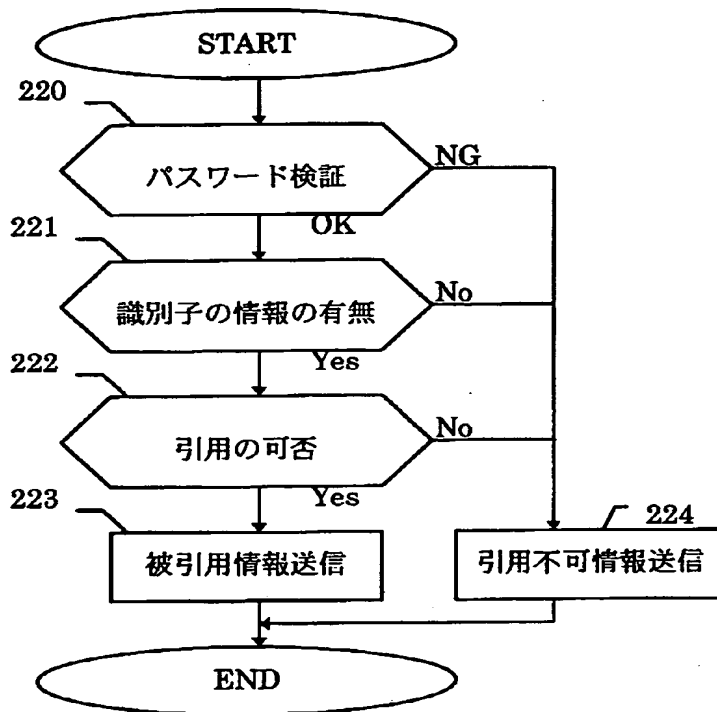 START
220
パスワード検証
NG
OK
221
識別子の情報の有無
No
Yes
222
引用の可否
No
Yes
223
被引用情報送信
224
引用不可情報送信
END